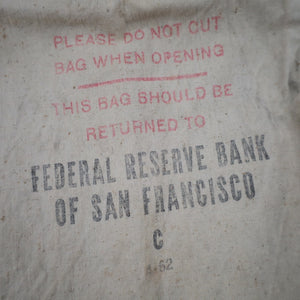 PLEASE DO NOT CUT
BAG WHEN OPENING
THIS BAG SHOULD BE
RETURNED TO
FEDERAL RESERVE BANK
OF SAN FRANCISCO
C